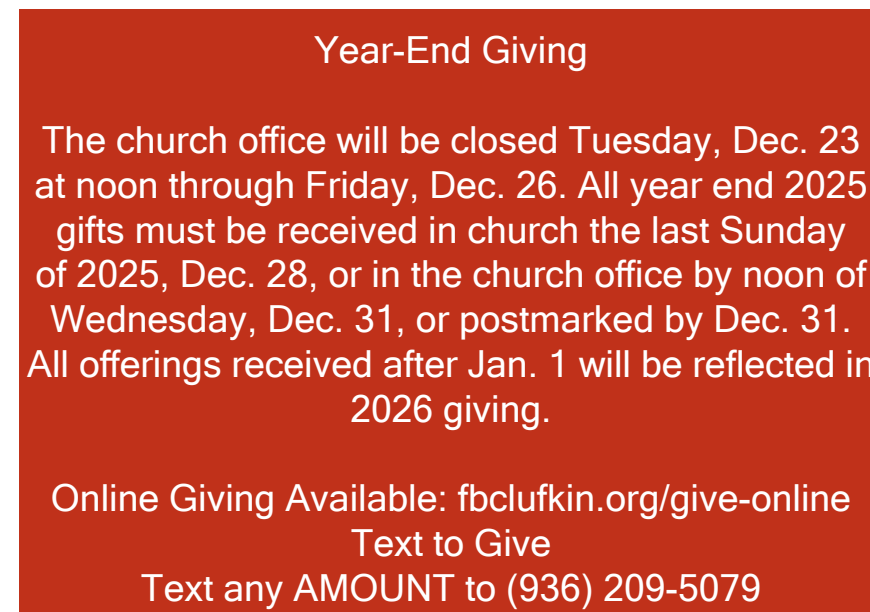 Year-End Giving
The church office will be closed Tuesday, Dec. 23
at noon through Friday, Dec. 26. All year end 2025
gifts must be received in church the last Sunday
of 2025, Dec. 28, or in the church office by noon of
Wednesday, Dec. 31, or postmarked by Dec. 31.
All offerings received after Jan. 1 will be reflected in
2026 giving.
Online Giving Available: fbclufkin.org/give-online
Text to Give
Text any AMOUNT to (936) 209-5079